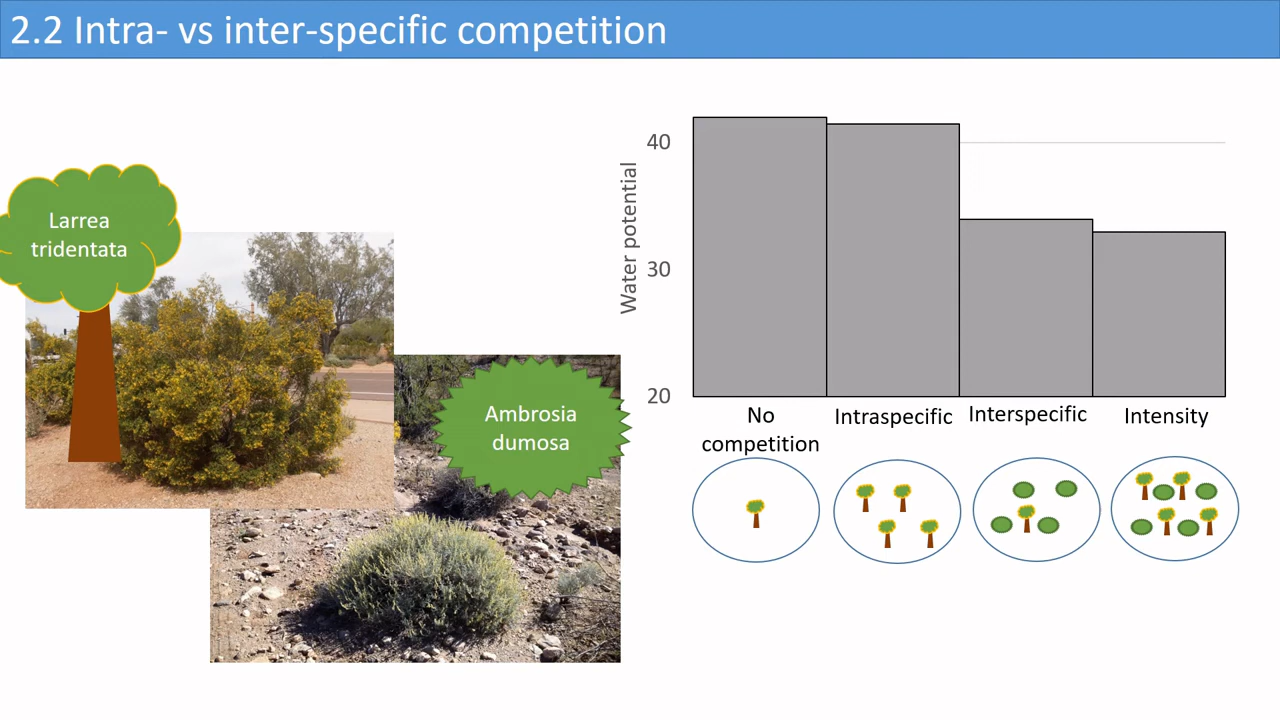 2.2 Intra- vs inter-specific competition
Larrea
tridentata
Ambrosia
dumosa
Water potential
40
30
20
No
competition
Intraspecific
Interspecific
Intensity